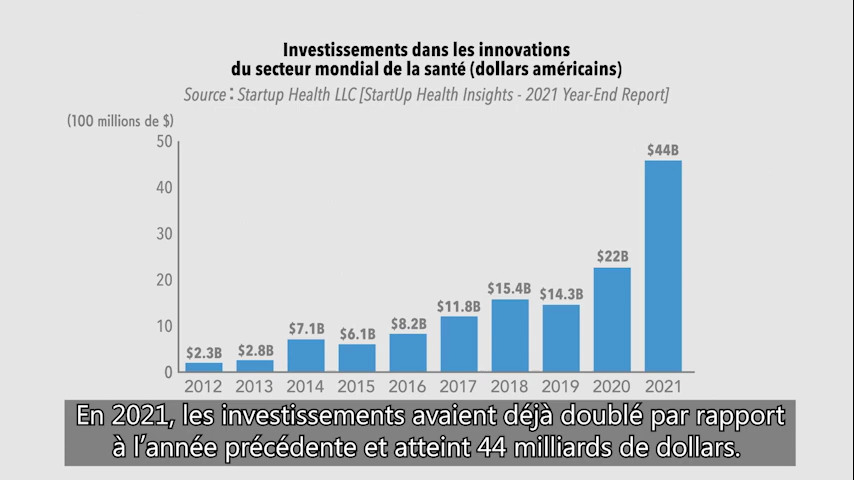 Investissements dans les innovations
du secteur mondial de la santé (dollars américains)
Source : Startup Health LLC [StartUp Health Insights - 2021 Year-End Report]
(100 millions de $)
50
40
30
20
10
0
$2.3B
$2.8B
$7.1B
$6.1B
$8.2B
$11.8B
$15.4B
$14.3B
$22B
$44B
2012 2013 2014 2015 2016 2017 2018 2019 2020 2021
En 2021, les investissements avaient déjà doublé par rapport
à l'année précédente et atteint 44 milliards de dollars.